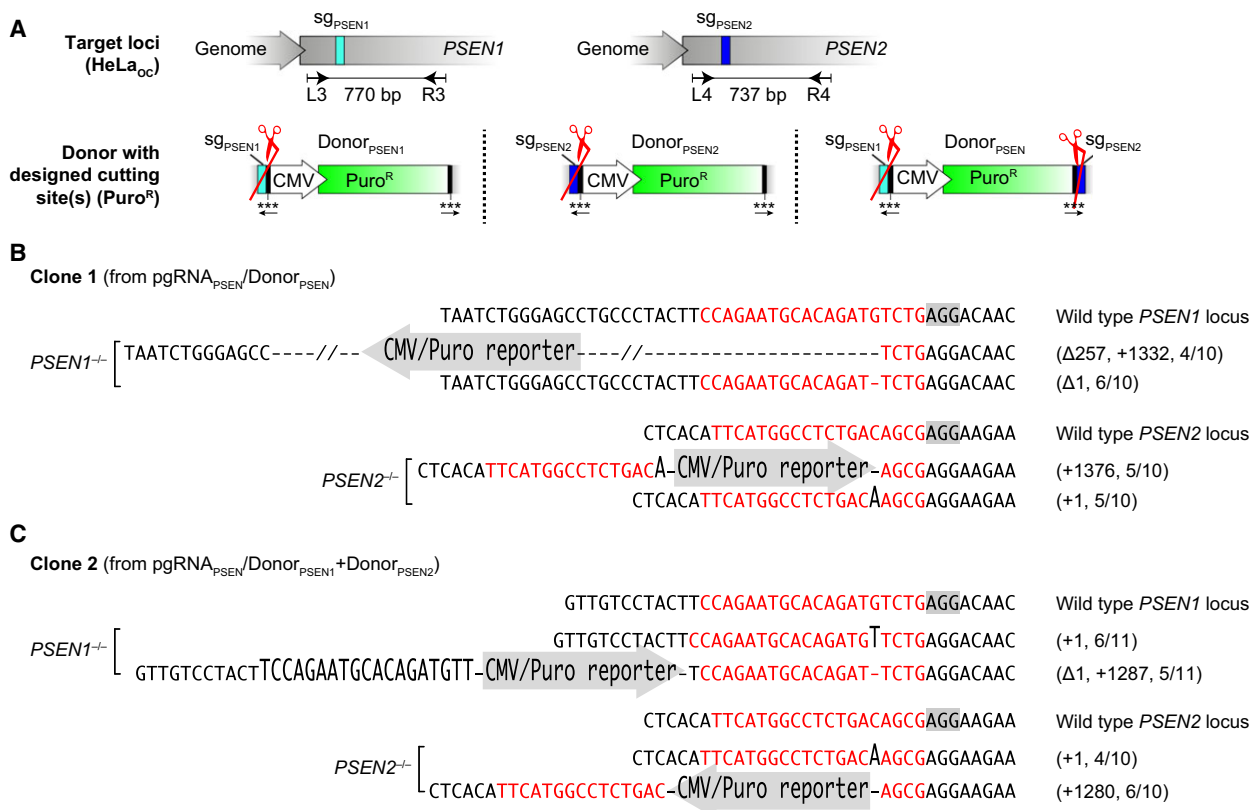 A
Target loci
(HeLaOC)
Genome
sgPSEN1
PSEN1
L3 770 bp R3
Genome
sgPSEN2
PSEN2
L4 737 bp R4
Donor with
designed cutting
site(s) (PuroR)
sgPSEN1
DonorPSEN1
CMV
PuroR
*** ***
sgPSEN2
DonorPSEN2
CMV
PuroR
*** ***
sgPSEN1
DonorPSEN
sgPSEN2
CMV
PuroR
*** ***
B
Clone 1 (from pgRNAPSEN/DonorPSEN)
TAATCTGGGAGCCTGCCCTACTTCCAGAATGCACAGATGTCTGAGGACAAC Wild type PSEN1 locus
PSEN1–/–
TAATCTGGGAGCC----//--CMV/Puro reporter----//---------------TCTGAGGACAAC (Δ257, +1332, 4/10)
TAATCTGGGAGCCTGCCCTACTTCCAGAATGCACAGAT-TCTGAGGACAAC (Δ1, 6/10)
CTCACATTCATGGCCTCTGACAGCGAGGAAGAA Wild type PSEN2 locus
PSEN2–/–
CTCACATTCATGGCCTCTGACA-CMV/Puro reporter-AGCGAGGAAGAA (+1376, 5/10)
CTCACATTCATGGCCTCTGACAAGCGAGGAAGAA (+1, 5/10)
C
Clone 2 (from pgRNAPSEN/DonorPSEN1+DonorPSEN2)
GTTGTCCTACTTCCAGAATGCACAGATGTCTGAGGACAAC Wild type PSEN1 locus
PSEN1–/–
GTTGTCCTACTTCCAGAATGCACAGATGTTCTGAGGACAAC (+1, 6/11)
GTTGTCCTACTTCCAGAATGCACAGATGTT-CMV/Puro reporter-TCCAGAATGCACAGAT-TCTGAGGACAAC (Δ1, +1287, 5/11)
CTCACATTCATGGCCTCTGACAGCGAGGAAGAA Wild type PSEN2 locus
PSEN2–/–
CTCACATTCATGGCCTCTGACAAGCGAGGAAGAA (+1, 4/10)
CTCACATTCATGGCCTCTGAC-CMV/Puro reporter-AGCGAGGAAGAA (+1280, 6/10)